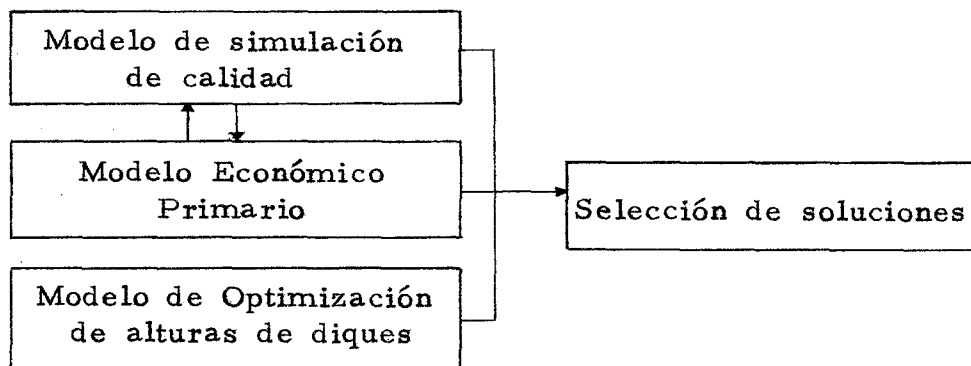 Modelo de simulación
de calidad
Modelo Económico
Primario
Selección de soluciones
Modelo de Optimización
de alturas de diques